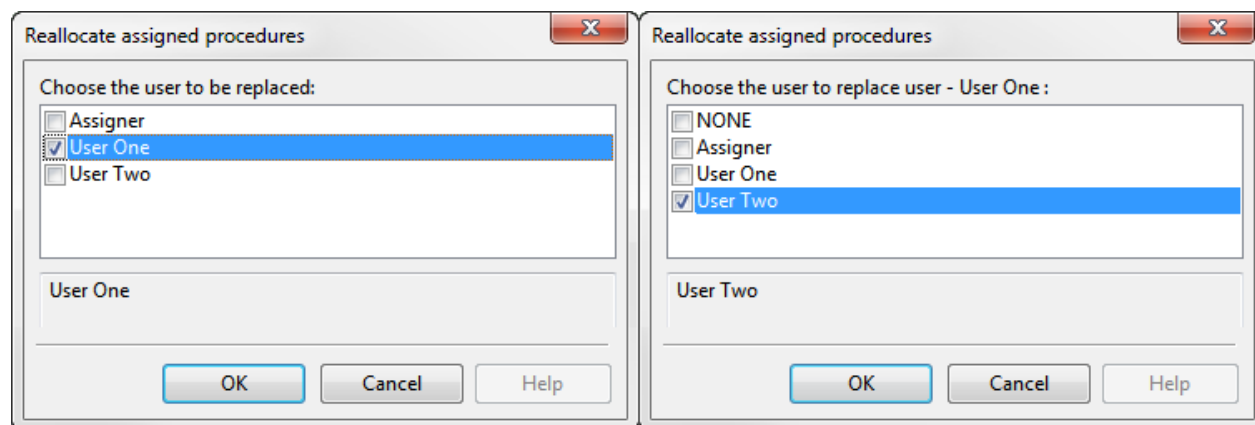 Reallocate assigned procedures
Choose the user to be replaced:
Assigner
User One
User Two
User One
OK Cancel Help
Reallocate assigned procedures
Choose the user to replace user - User One :
NONE
Assigner
User One
User Two
User Two
OK Cancel Help